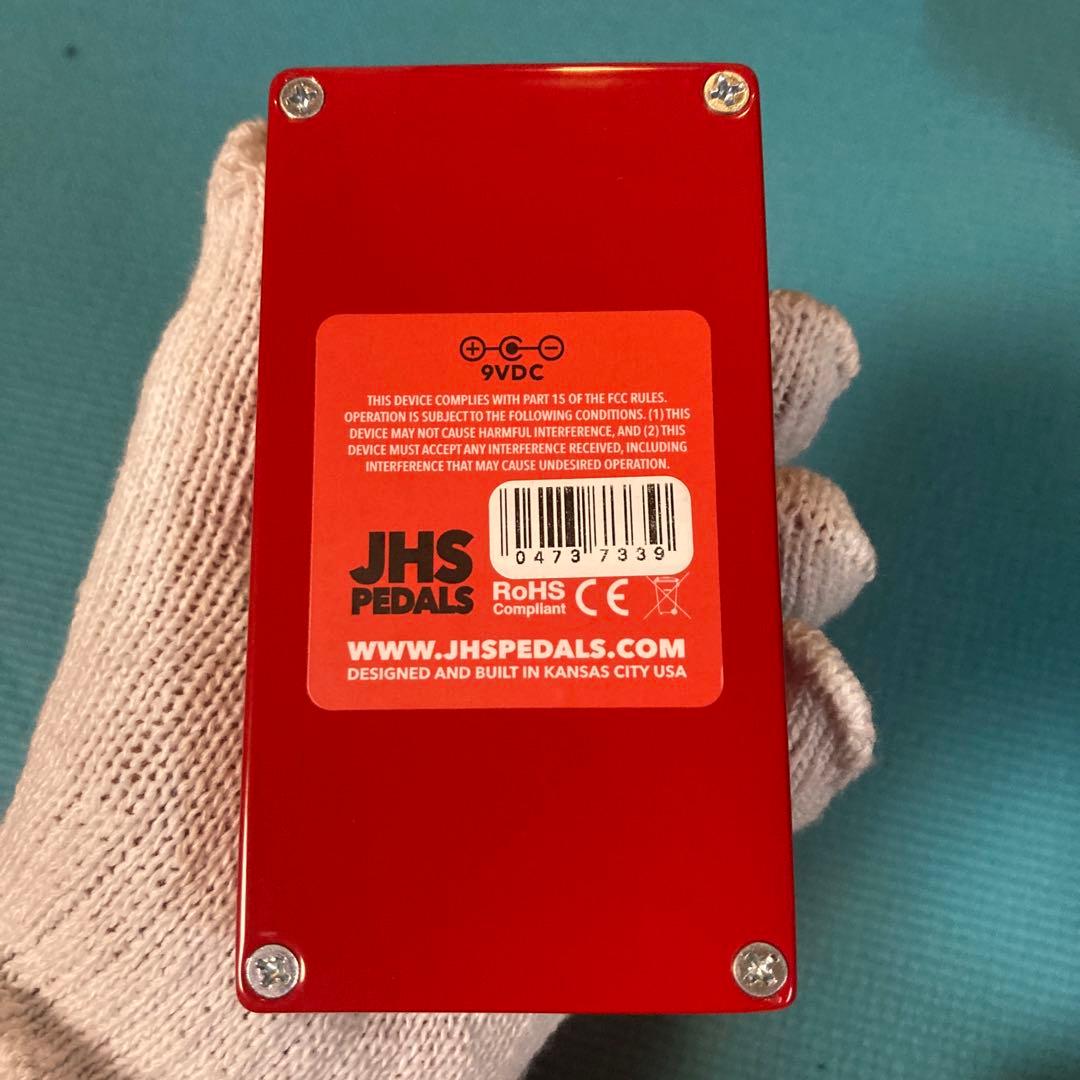 + −
9VDC
THIS DEVICE COMPLIES WITH PART 15 OF THE FCC RULES.
OPERATION IS SUBJECT TO THE FOLLOWING CONDITIONS. (1) THIS
DEVICE MAY NOT CAUSE HARMFUL INTERFERENCE, AND (2) THIS
DEVICE MUST ACCEPT ANY INTERFERENCE RECEIVED, INCLUDING
INTERFERENCE THAT MAY CAUSE UNDESIRED OPERATION.
0473 7339
JHS
PEDALS
RoHS
Compliant
CE
WWW.JHSPEDALS.COM
DESIGNED AND BUILT IN KANSAS CITY USA